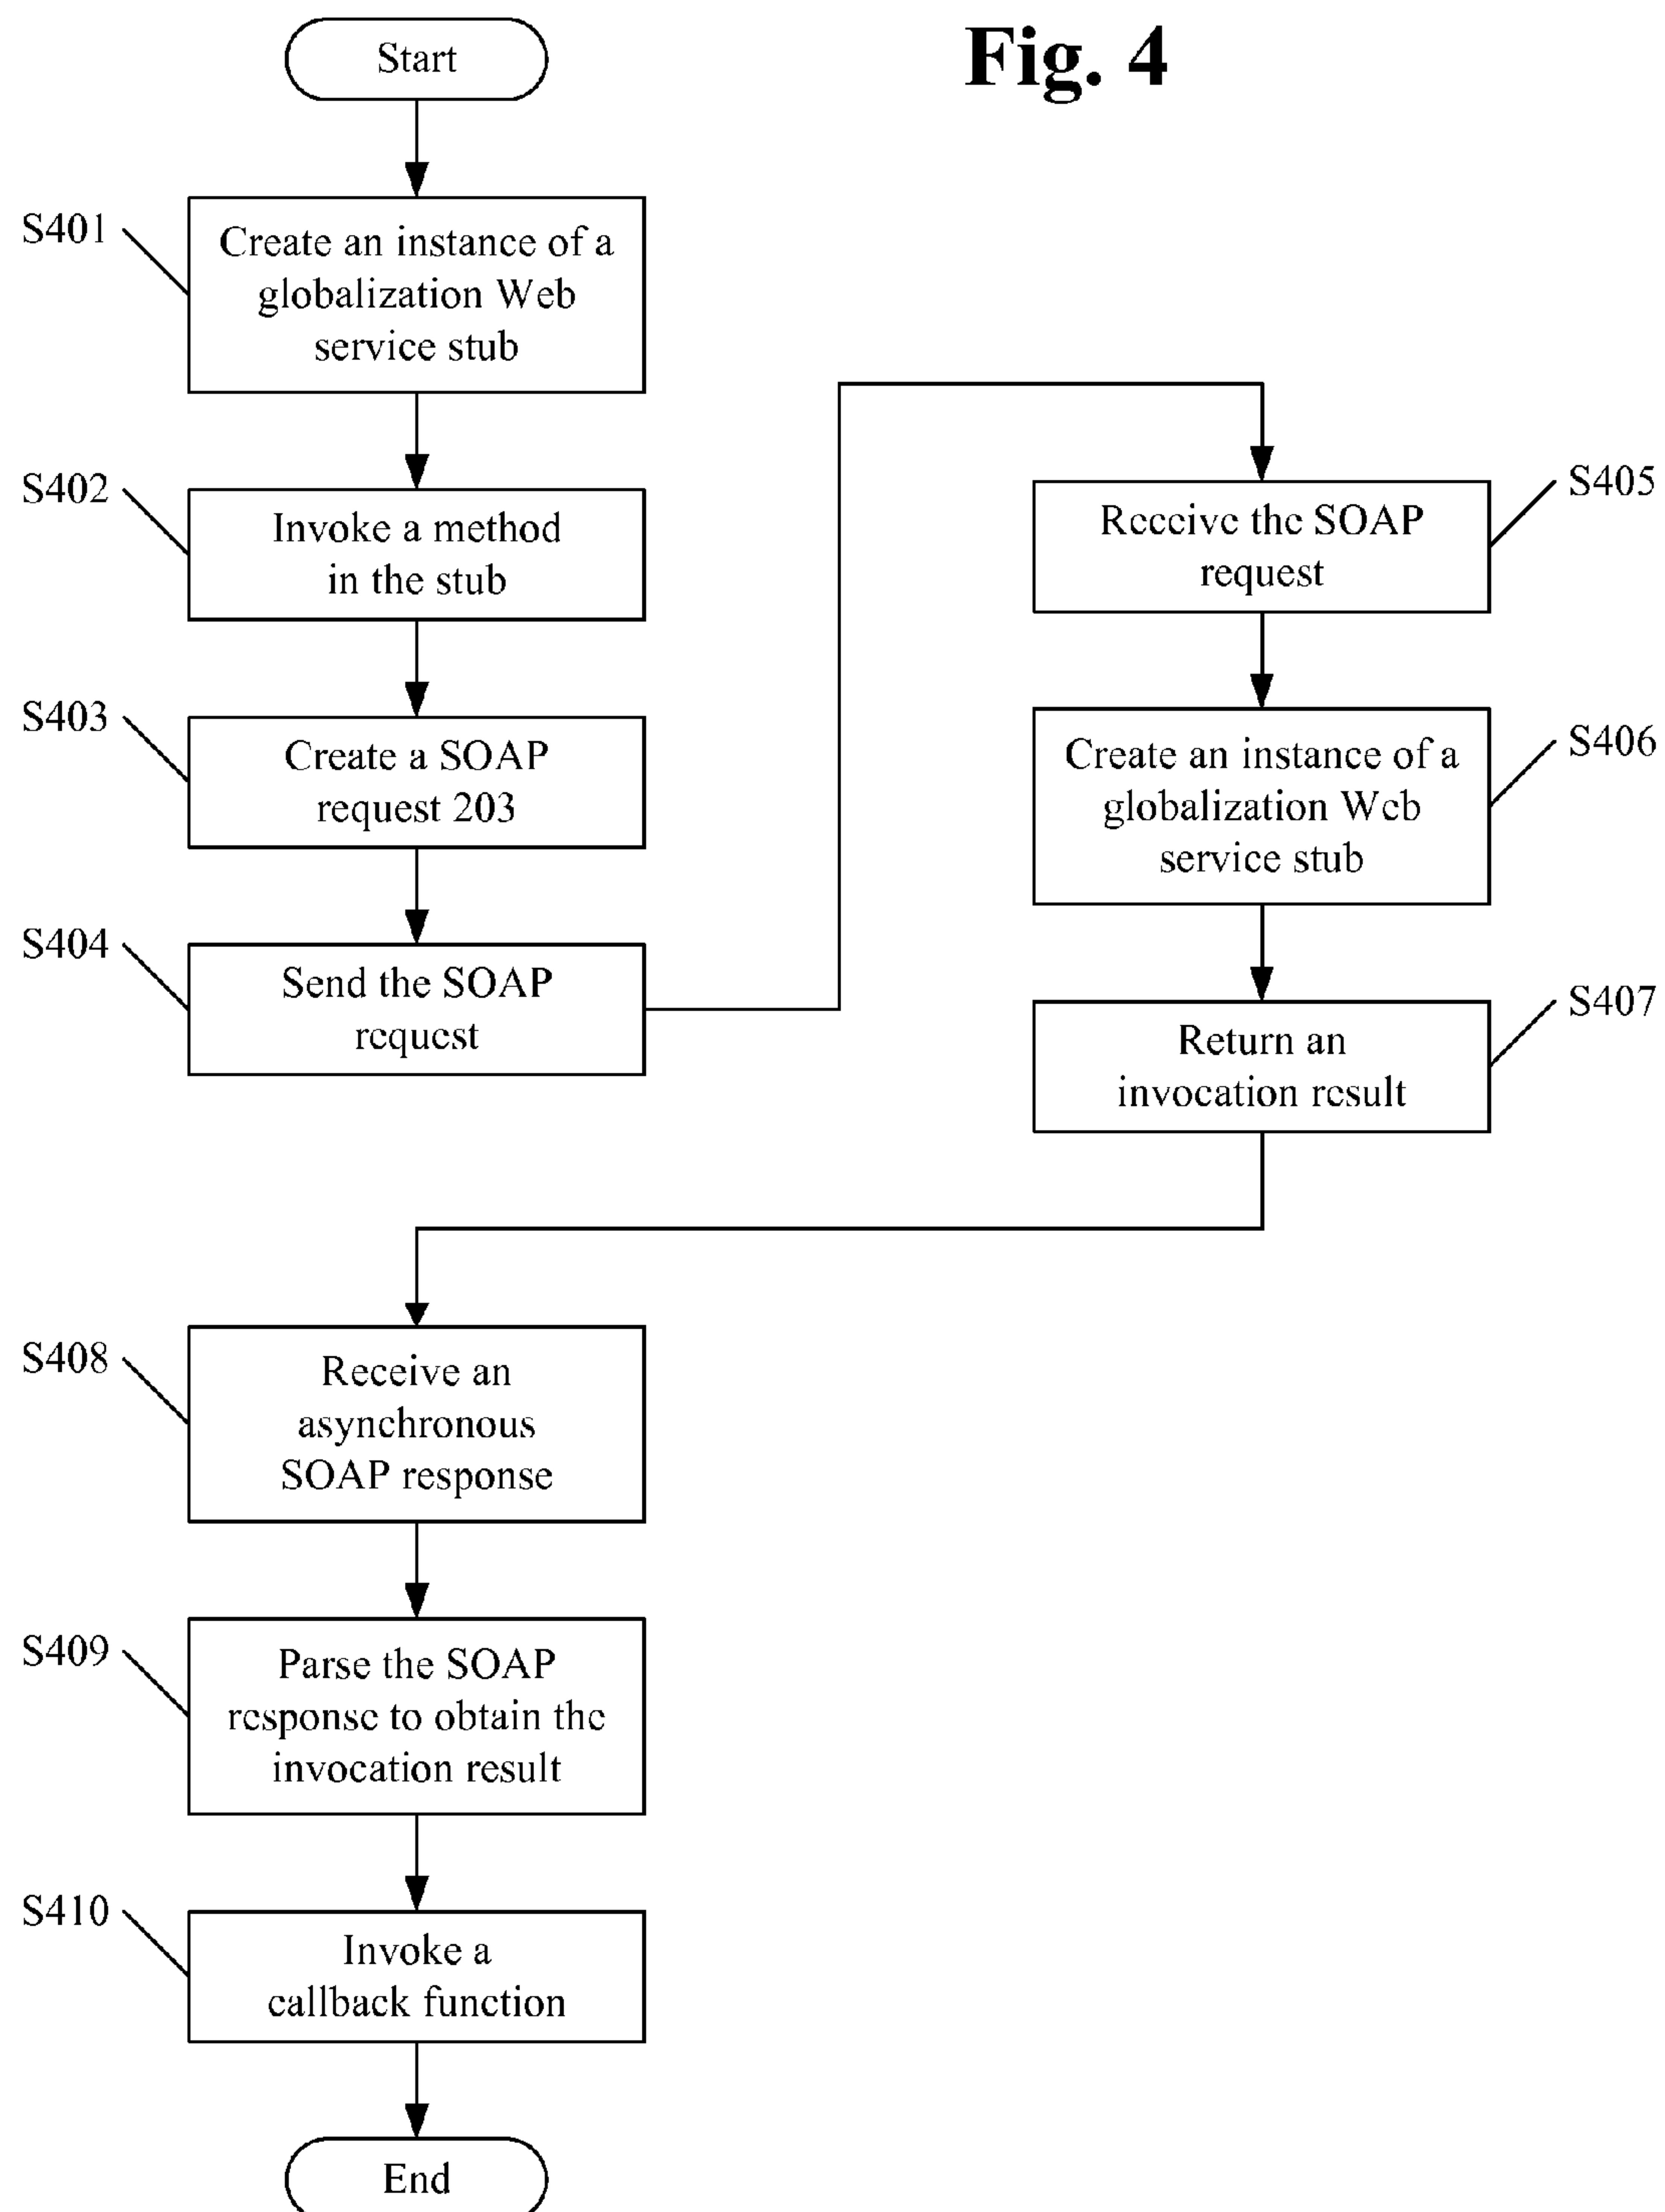 Start
Fig. 4
S401
Create an instance of a
globalization Web
service stub
S402
Invoke a method
in the stub
S403
Create a SOAP
request 203
S404
Send the SOAP
request
S405
Receive the SOAP
request
S406
Create an instance of a
globalization Web
service stub
S407
Return an
invocation result
S408
Receive an
asynchronous
SOAP response
S409
Parse the SOAP
response to obtain the
invocation result
S410
Invoke a
callback function
End